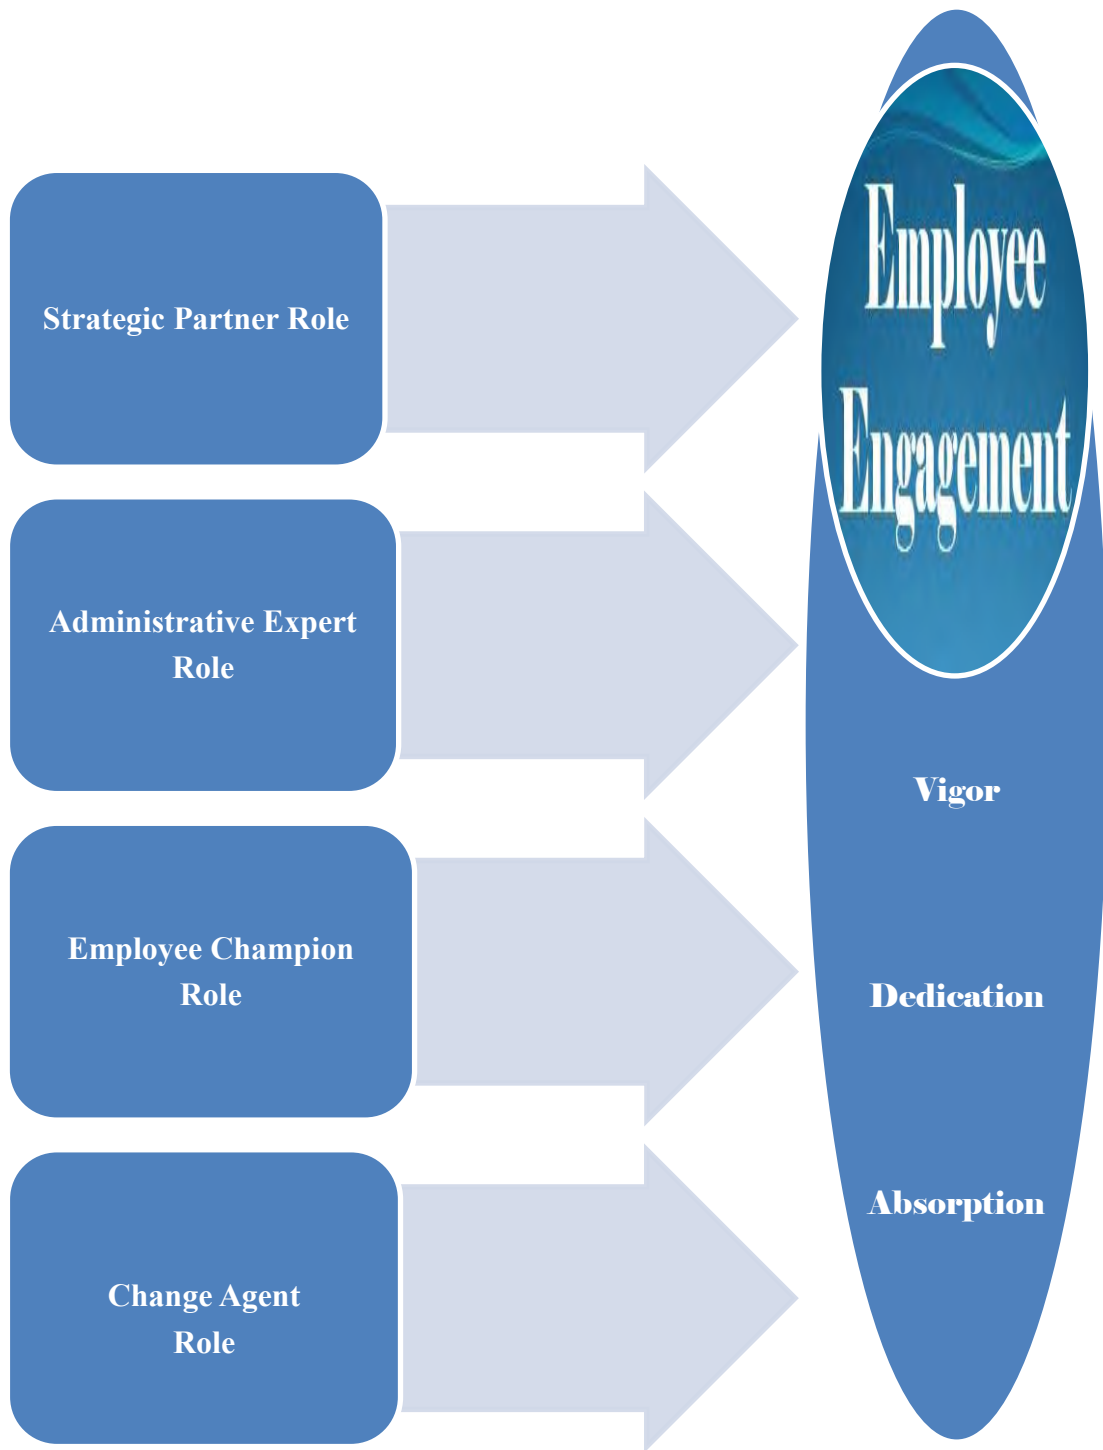 Strategic Partner Role
Administrative Expert
Role
Employee Champion
Role
Change Agent
Role
Employee
Engagement
Vigor
Dedication
Absorption